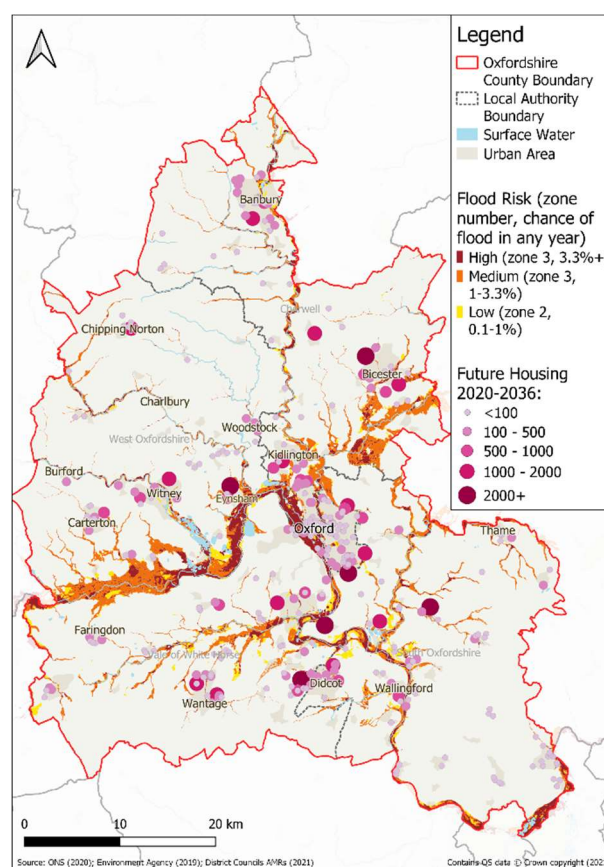 Legend
Oxfordshire
County Boundary
Local Authority
Boundary
Surface Water
Urban Area
Flood Risk (zone
number, chance of
flood in any year)
High (zone 3, 3.3%+
Medium (zone 3,
1-3.3%)
Low (zone 2,
0.1-1%)
Future Housing
2020-2036:
<100
100 - 500
500 - 1000
1000 - 2000
2000+
Banbury
Cherwell
Chipping Norton
Bicester
Charlbury
Woodstock
West Oxfordshire
Kidlington
Burford
Witney
Eynsham
Carterton
Oxford
Thame
Faringdon
Vale of White Horse
South Oxfordshire
Didcot
Wallingford
Wantage
0 10 20 km
Source: ONS (2020); Environment Agency (2019); District Councils AMRs (2021)
Contains OS data © Crown copyright (202